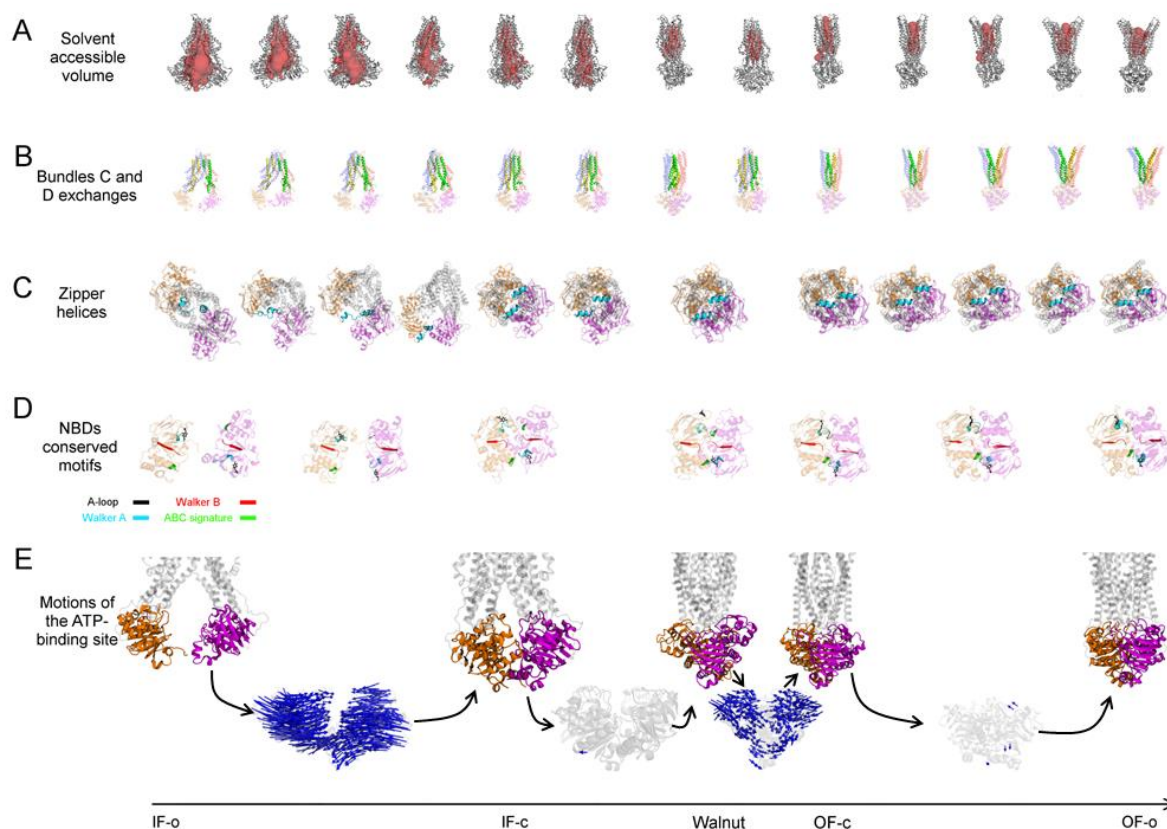 A
Solvent
accessible
volume
B
Bundles C and
D exchanges
C
Zipper
helices
D
NBDs
conserved
motifs
A-loop Walker B
Walker A ABC signature
E
Motions of
the ATP-
binding site
IF-o IF-c Walnut OF-c OF-o